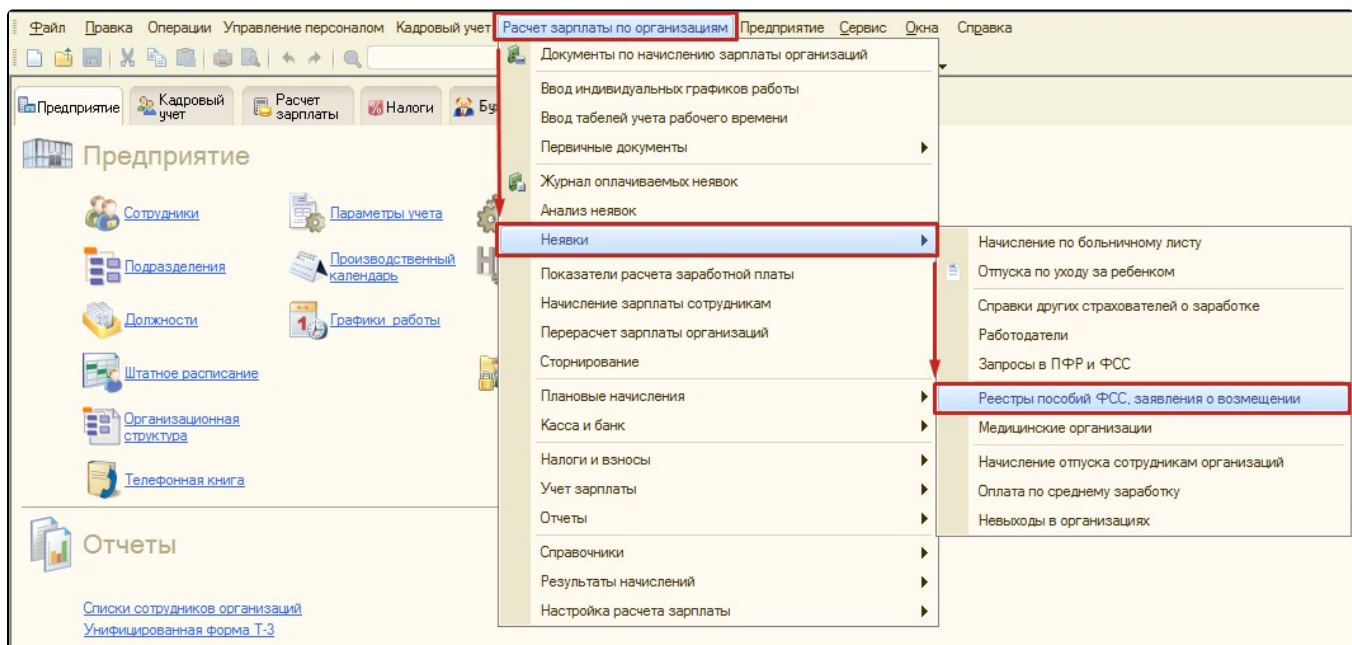 Файл Правка Операции Управление персоналом Кадровый учет Расчет зарплаты по организациям Предприятие Сервис Окна Справка
Предприятие
Кадровый
учет
Расчет
зарплаты
Налоги
Предприятие
Сотрудники
Параметры учета
Подразделения
Производственный
календарь
Должности
Графики работы
Штатное расписание
Организационная
структура
Телефонная книга
Отчеты
Списки сотрудников организаций
Унифицированная форма Т-3
Документы по начислению зарплаты организаций
Ввод индивидуальных графиков работы
Ввод табелей учета рабочего времени
Первичные документы
Журнал оплачиваемых неявок
Анализ неявок
Неявки
Показатели расчета заработной платы
Начисление зарплаты сотрудникам
Перерасчет зарплаты организаций
Сторнирование
Плановые начисления
Касса и банк
Налоги и взносы
Учет зарплаты
Отчеты
Справочники
Результаты начислений
Настройка расчета зарплаты
Начисление по больничному листу
Отпуска по уходу за ребенком
Справки других страхователей о заработке
Работодатели
Запросы в ПФР и ФСС
Реестры пособий ФСС, заявления о возмещении
Медицинские организации
Начисление отпуска сотрудникам организаций
Оплата по среднему заработку
Невыходы в организациях